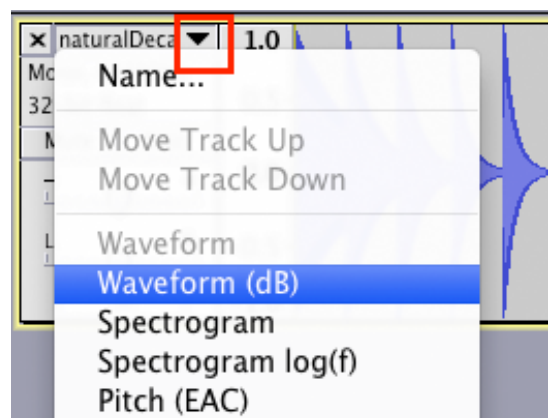 naturalDeca 1.0
Name...
32
Move Track Up
Move Track Down
Waveform
Waveform (dB)
Spectrogram
Spectrogram log(f)
Pitch (EAC)